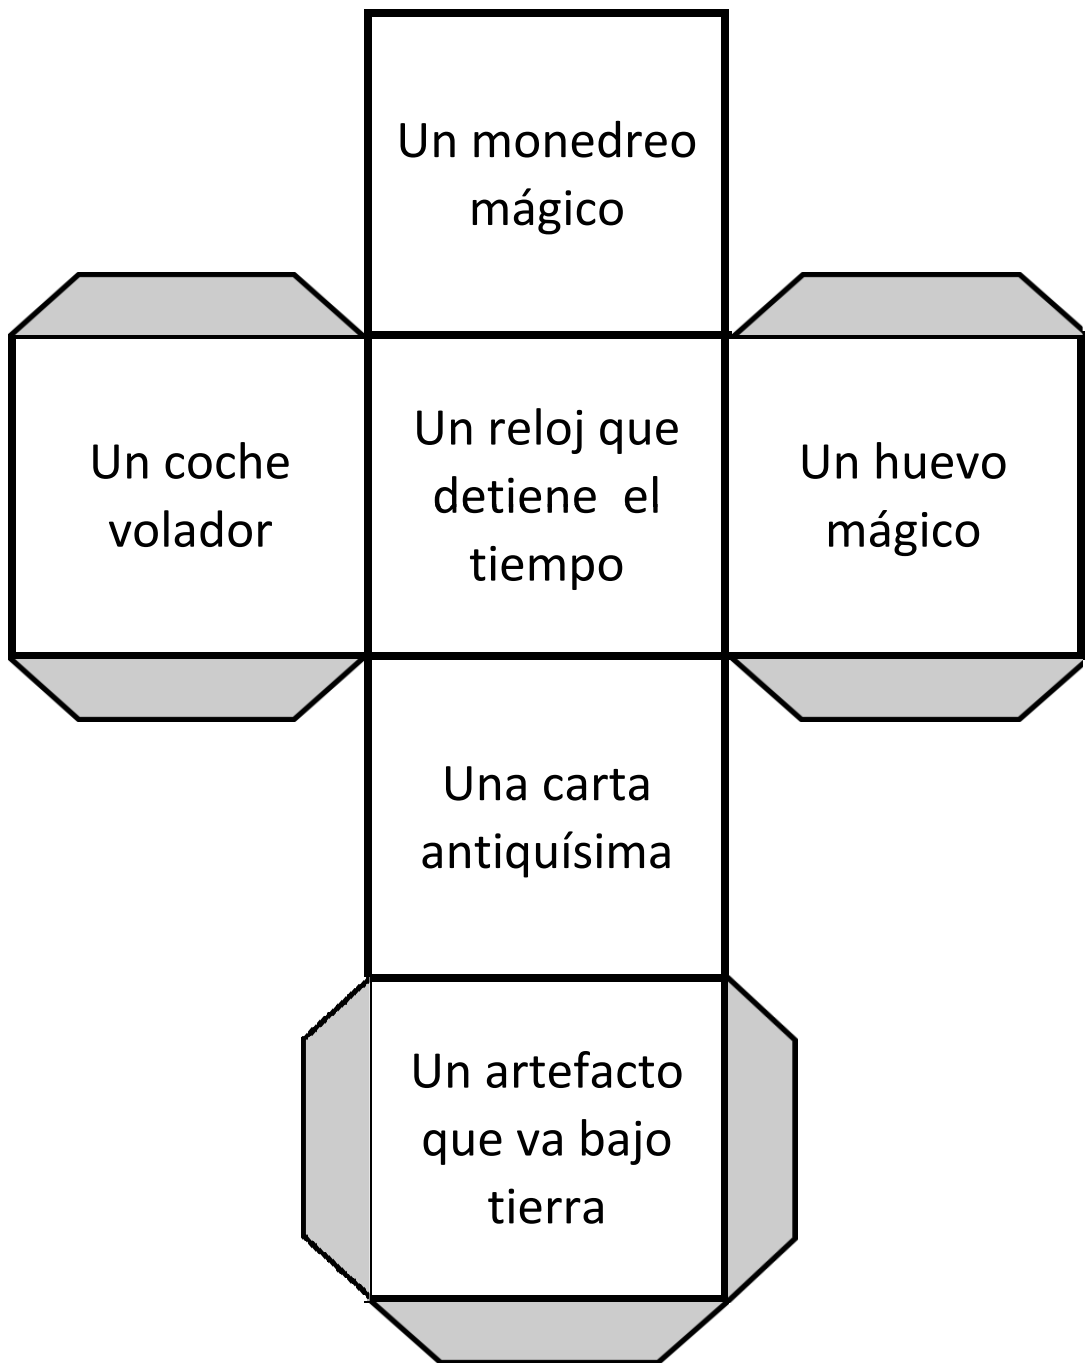 Un monedreo
mágico
Un coche
volador
Un reloj que
detiene  el
tiempo
Un huevo
mágico
Una carta
antiquísima
Un artefacto
que va bajo
tierra